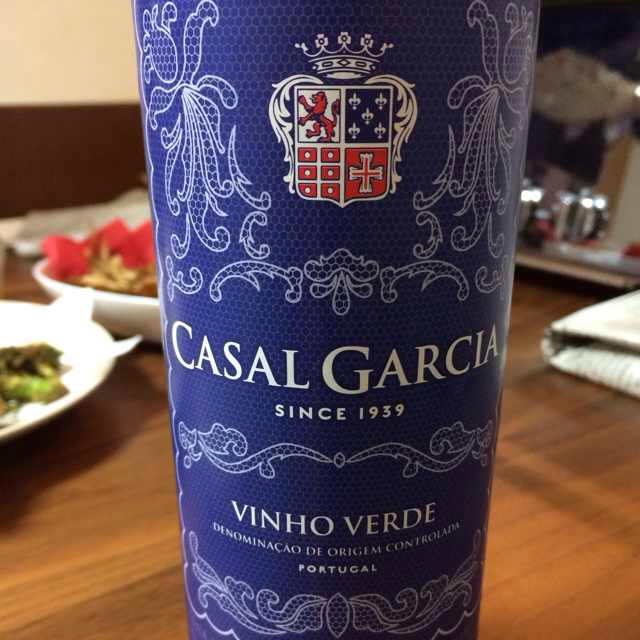 CASAL GARCIA
SINCE 1939
VINHO VERDE
DENOMINAÇAO DE ORIGEM CONTROLADA
PORTUGAL